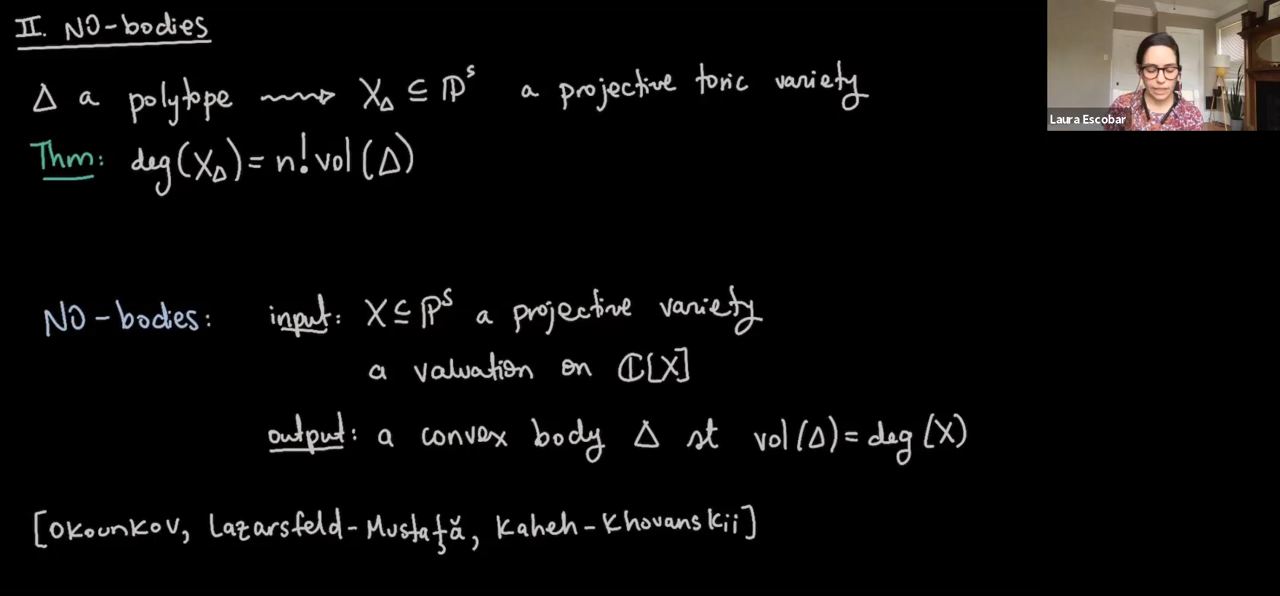 II. NO-bodies
Δ a polytope ⇝ X_Δ ⊆ ℙ^s a projective toric variety
Thm: deg(X_Δ) = n! vol(Δ)
NO-bodies: input: X ⊆ ℙ^s a projective variety
a valuation on ℂ[X]
output: a convex body Δ st vol(Δ) = deg(X)
[Okounkov, Lazarsfeld-Mustaţă, Kaheh-Khovanskii]
Laura Escobar